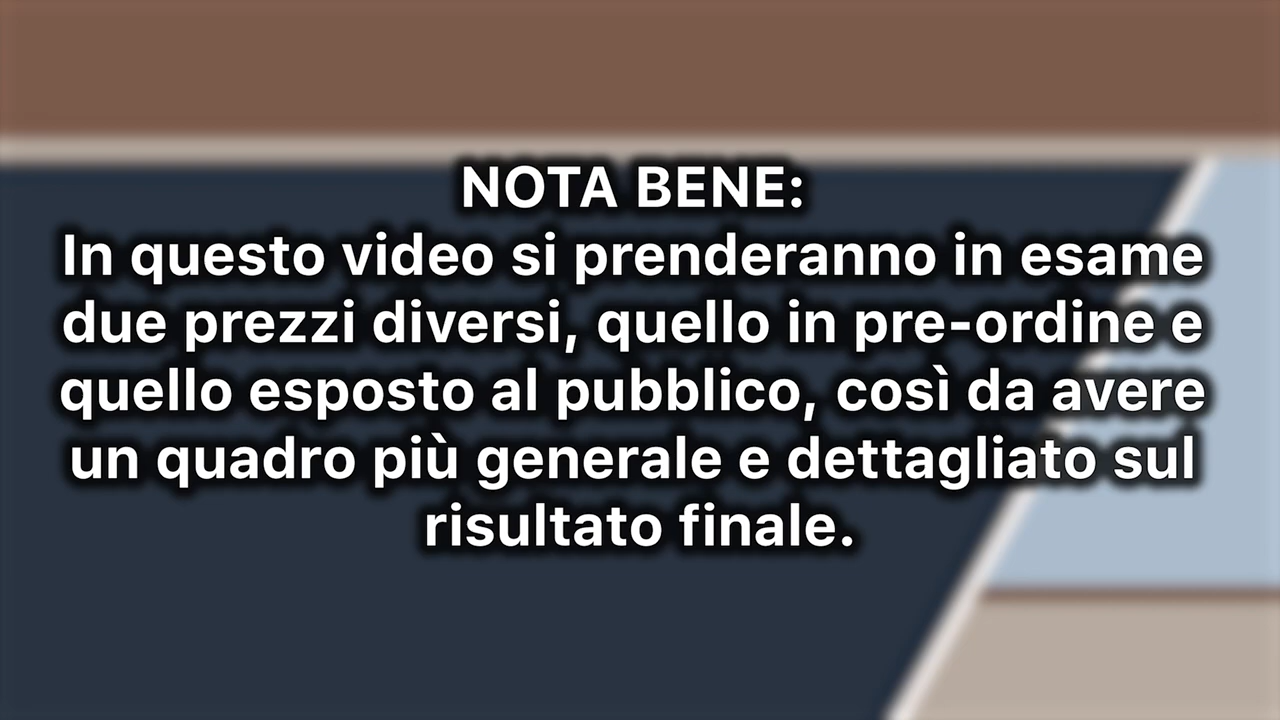 NOTA BENE:
In questo video si prenderanno in esame
due prezzi diversi, quello in pre-ordine e
quello esposto al pubblico, così da avere
un quadro più generale e dettagliato sul
risultato finale.